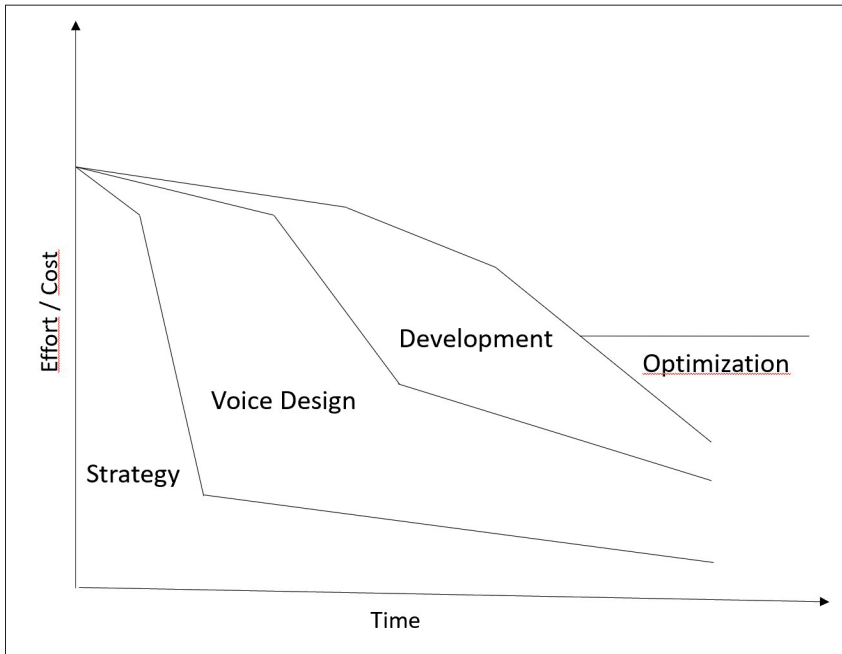 Effort / Cost
Development
Optimization
Voice Design
Strategy
Time